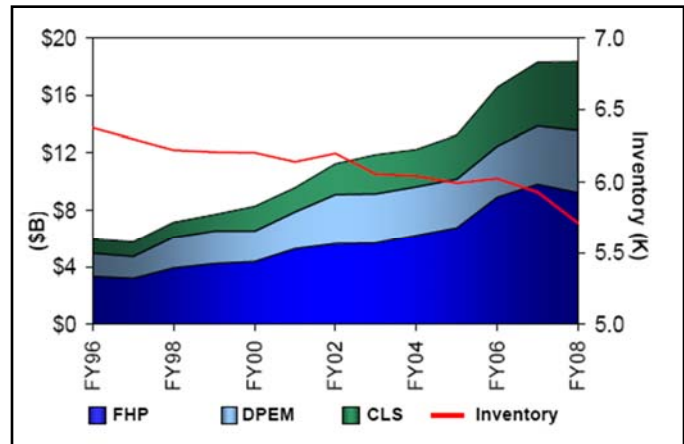 $20
$16
$12
$8
$4
$0
($B)
7.0
6.5
6.0
5.5
5.0
Inventory (K)
FY96
FY98
FY00
FY02
FY04
FY06
FY08
FHP
DPEM
CLS
Inventory